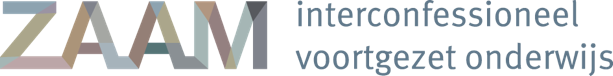 ZAAM
interconfessioneel
voortgezet onderwijs